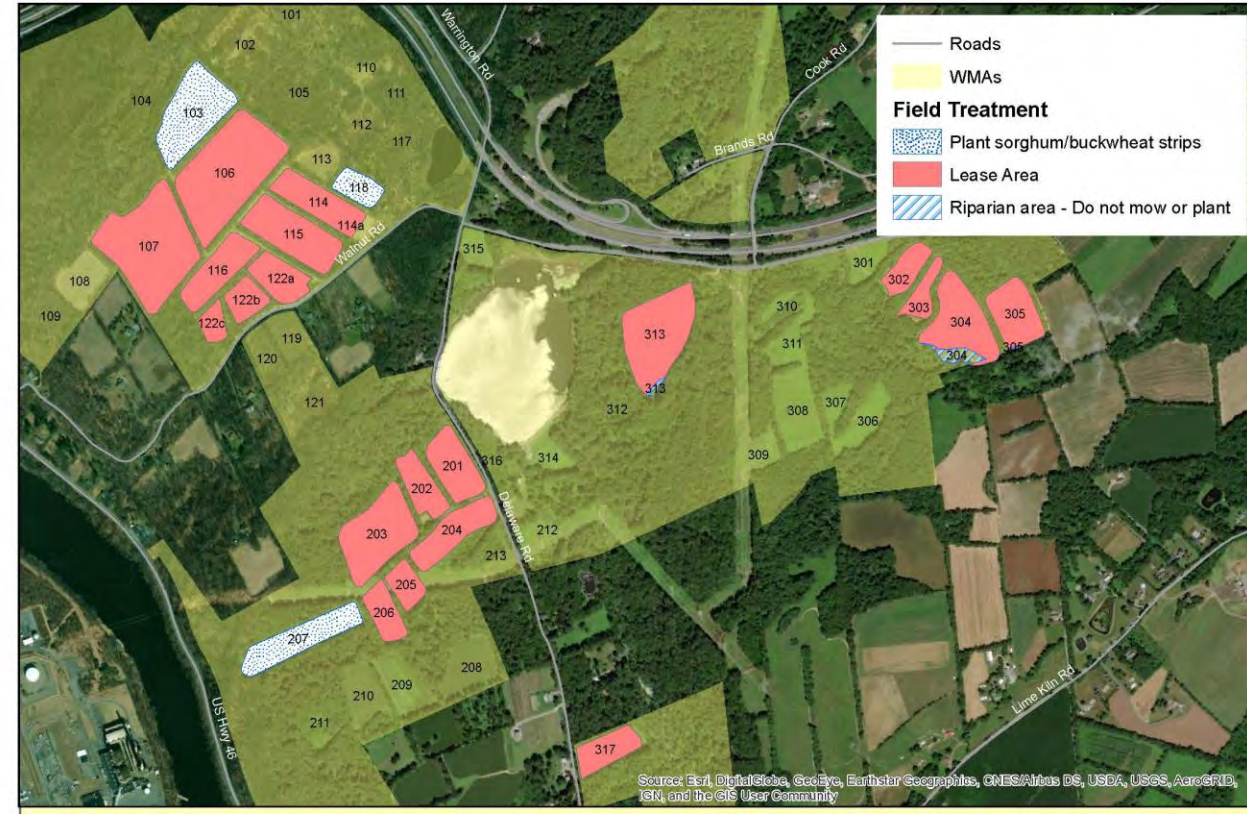 101
102
110
104
105
111
103
112
117
106
113
118
114
114a
107
115
116
122a
108
122b
109
122c
119
120
121
Walnut Rd
Warrington Rd
Cook Rd
Brands Rd
Roads
WMAs
Field Treatment
Plant sorghum/buckwheat strips
Lease Area
Riparian area - Do not mow or plant
315
301
302
310
303
305
313
304
311
305
304
313
312
307
308
306
309
314
316
201
202
203
204
212
213
205
206
207
208
209
210
211
317
Delaware Rd
US Hwy 46
Lime Kiln Rd
Source: Esri, DigitalGlobe, GeoEye, Earthstar Geographics, CNES/Airbus DS, USDA, USGS, AeroGRID,
IGN, and the GIS User Community